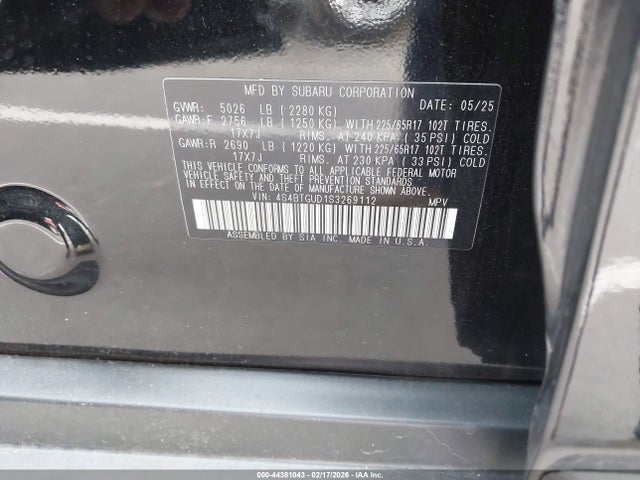 MFD BY SUBARU CORPORATION
GVWR: 5026 LB (2280 KG) DATE: 05/25
GAWR:F 2756 LB (1250 KG) WITH 225/65R17 102T TIRES.
17X7J RIMS. AT 240 KPA (35 PSI) COLD
GAWR:R 2690 LB (1220 KG) WITH 225/65R17 102T TIRES.
17X7J RIMS. AT 230 KPA (33 PSI) COLD
THIS VEHICLE CONFORMS TO ALL APPLICABLE FEDERAL MOTOR
VEHICLE SAFETY AND THEFT PREVENTION STANDARDS IN EFFECT
ON THE DATE OF MANUFACTURE SHOWN ABOVE.
VIN: 4S4BTGUD1S3269112 MPV
ASSEMBLED BY SIA INC. MADE IN U.S.A.
000-44381043 - 02/17/2026 - COPYRIGHT IAA, LLC